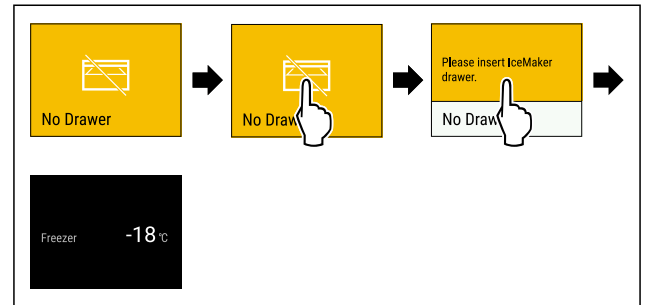 No Drawer
No Draw
Please insert IceMaker
drawer.
No Draw
Freezer -18 °C